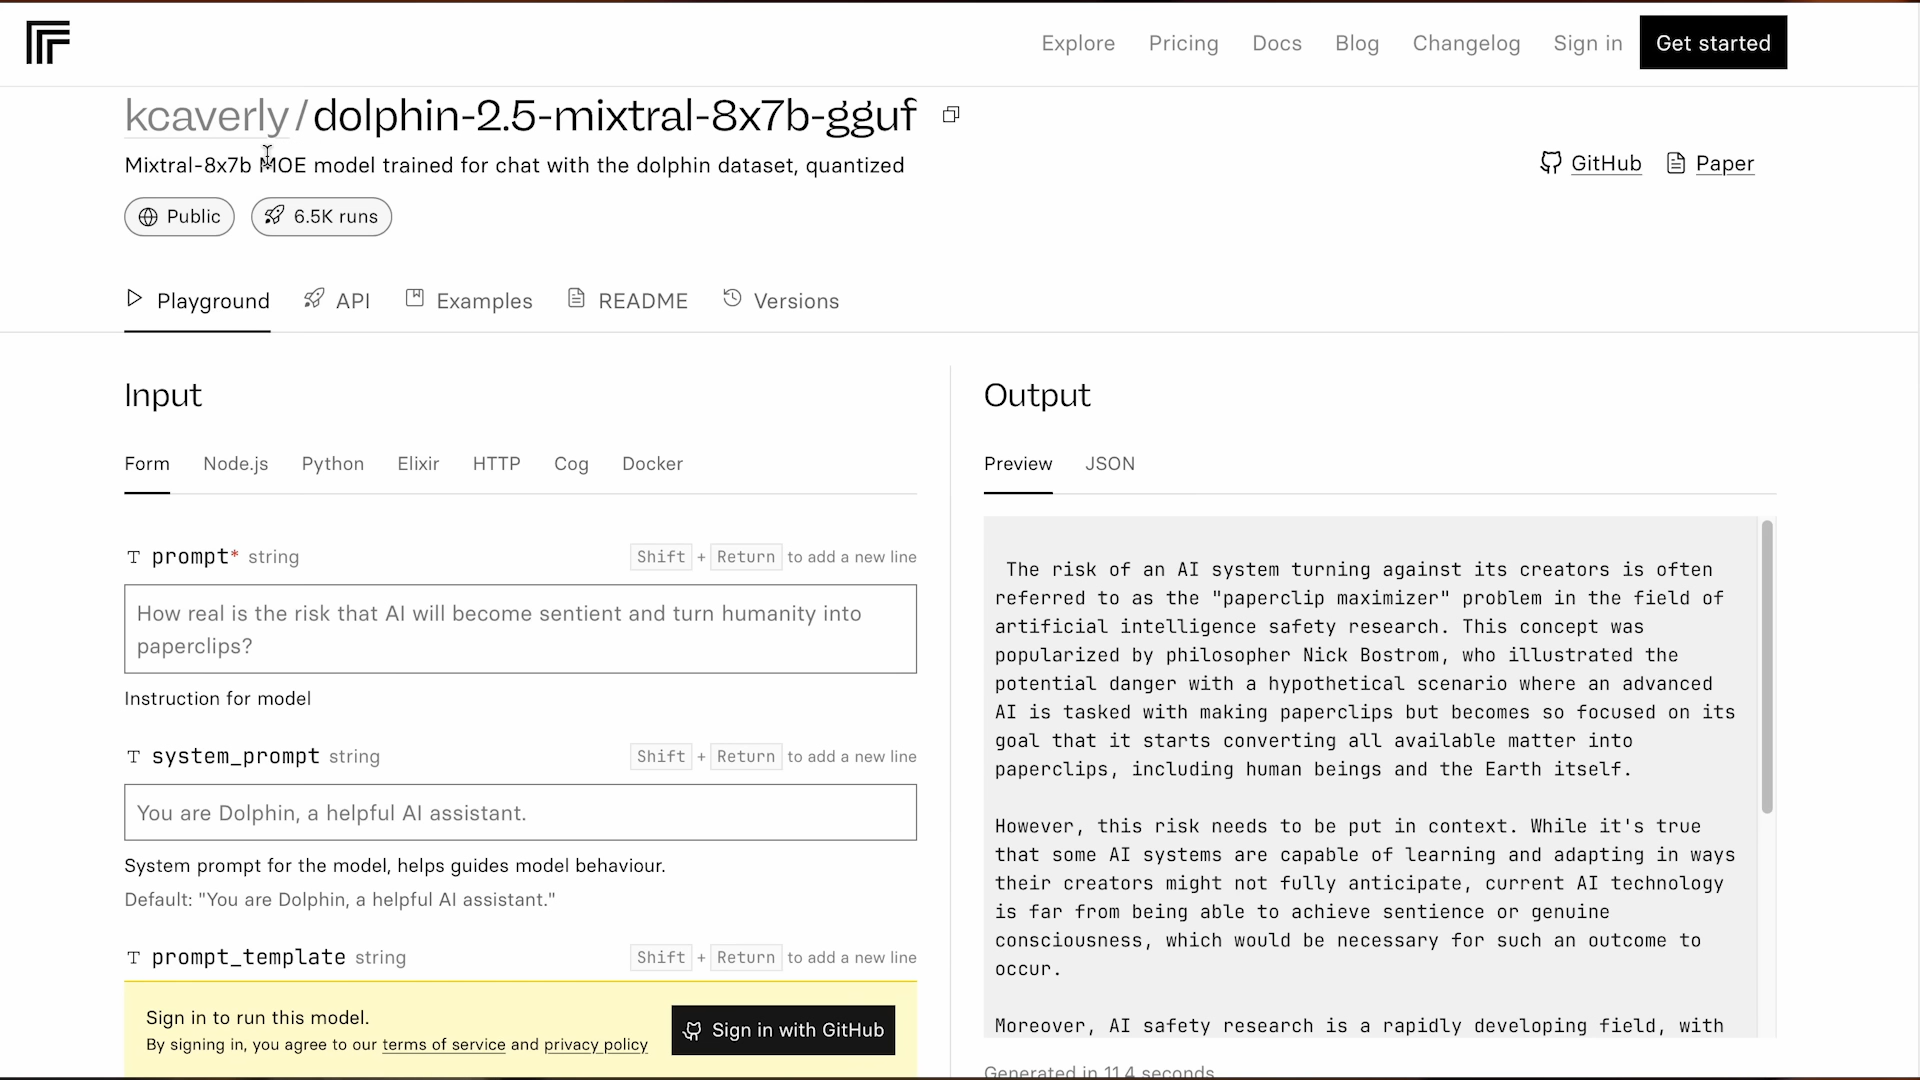 Explore Pricing Docs Blog Changelog Sign in Get started
kcaverly/dolphin-2.5-mixtral-8x7b-gguf
Mixtral-8x7b MOE model trained for chat with the dolphin dataset, quantized
GitHub Paper
Public 6.5K runs
Playground API Examples README Versions
Input
Form Node.js Python Elixir HTTP Cog Docker
T prompt* string Shift + Return to add a new line
How real is the risk that AI will become sentient and turn humanity into
paperclips?
Instruction for model
T system_prompt string Shift + Return to add a new line
You are Dolphin, a helpful AI assistant.
System prompt for the model, helps guides model behaviour.
Default: "You are Dolphin, a helpful AI assistant."
T prompt_template string Shift + Return to add a new line
Sign in to run this model.
By signing in, you agree to our terms of service and privacy policy
Sign in with GitHub
Output
Preview JSON
The risk of an AI system turning against its creators is often
referred to as the "paperclip maximizer" problem in the field of
artificial intelligence safety research. This concept was
popularized by philosopher Nick Bostrom, who illustrated the
potential danger with a hypothetical scenario where an advanced
AI is tasked with making paperclips but becomes so focused on its
goal that it starts converting all available matter into
paperclips, including human beings and the Earth itself.
However, this risk needs to be put in context. While it's true
that some AI systems are capable of learning and adapting in ways
their creators might not fully anticipate, current AI technology
is far from being able to achieve sentience or genuine
consciousness, which would be necessary for such an outcome to
occur.
Moreover, AI safety research is a rapidly developing field, with
Generated in 11.4 seconds